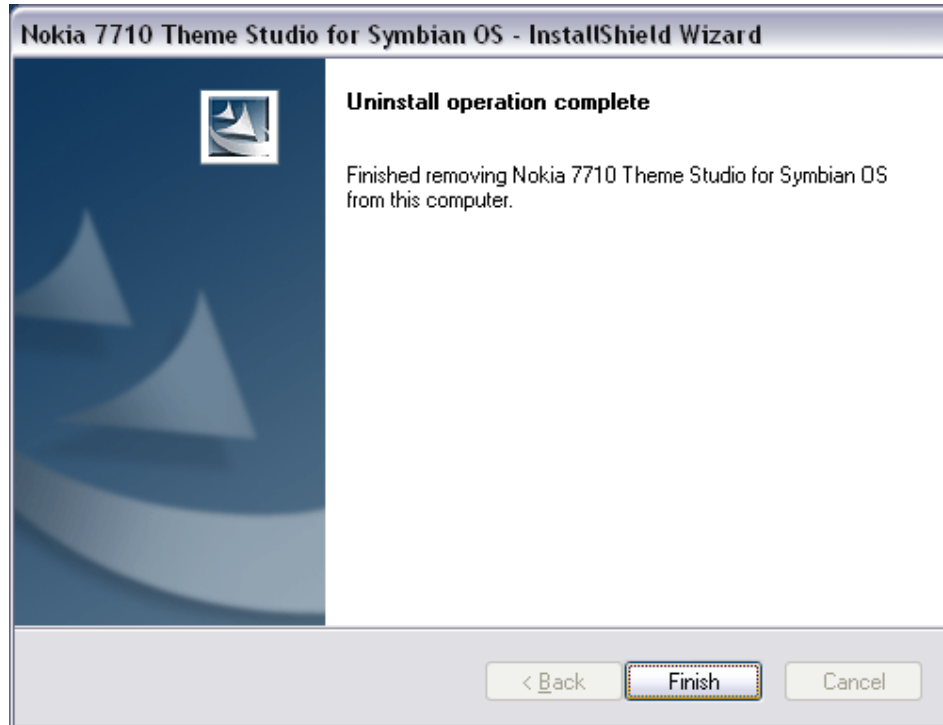 Nokia 7710 Theme Studio for Symbian OS - InstallShield Wizard
Uninstall operation complete
Finished removing Nokia 7710 Theme Studio for Symbian OS
from this computer.
< Back Finish Cancel